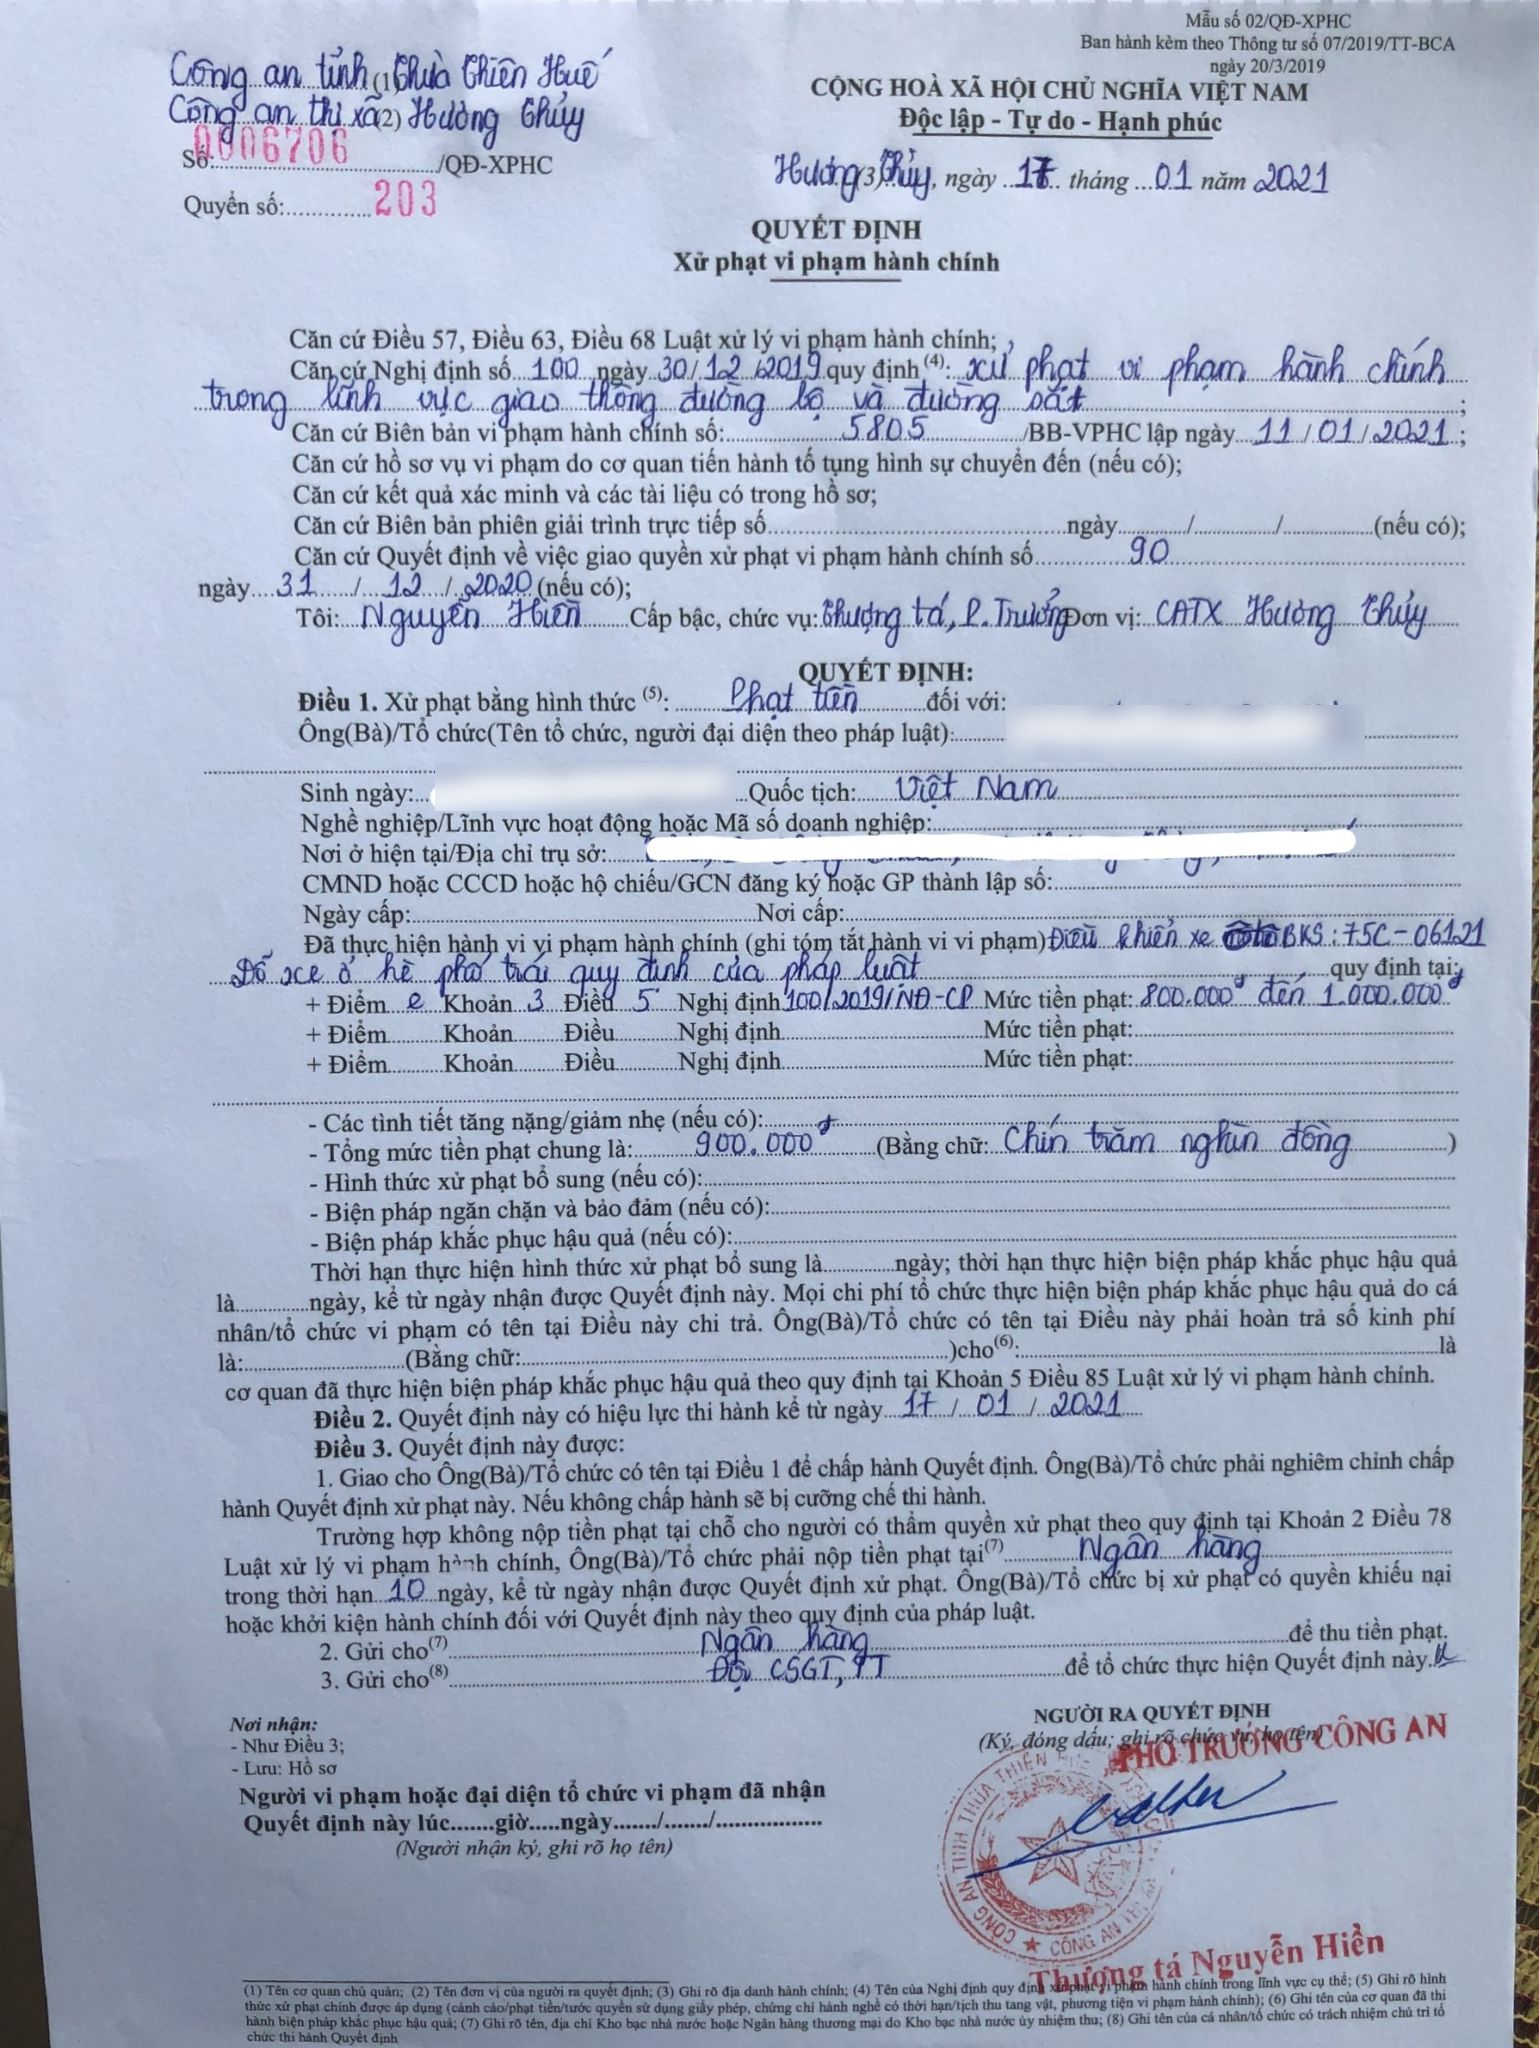 Mẫu số 02/QĐ-XPHC
Ban hành kèm theo Thông tư số 07/2019/TT-BCA
ngày 20/3/2019
Công an tỉnh (1) Thừa Thiên Huế
Công an thị xã (2) Hương Thủy
Số: 0006706 /QĐ-XPHC
Quyển số: 203
CỘNG HOÀ XÃ HỘI CHỦ NGHĨA VIỆT NAM
Độc lập - Tự do - Hạnh phúc
Hương (3) Thủy, ngày 17 tháng 01 năm 2021
QUYẾT ĐỊNH
Xử phạt vi phạm hành chính
Căn cứ Điều 57, Điều 63, Điều 68 Luật xử lý vi phạm hành chính;
Căn cứ Nghị định số 100 ngày 30/12/2019 quy định (4): xử phạt vi phạm hành chính
trong lĩnh vực giao thông đường bộ và đường sắt;
Căn cứ Biên bản vi phạm hành chính số: 5805 /BB-VPHC lập ngày 11/01/2021;
Căn cứ hồ sơ vụ vi phạm do cơ quan tiến hành tố tụng hình sự chuyển đến (nếu có);
Căn cứ kết quả xác minh và các tài liệu có trong hồ sơ;
Căn cứ Biên bản phiên giải trình trực tiếp số ngày / / (nếu có);
Căn cứ Quyết định về việc giao quyền xử phạt vi phạm hành chính số 90
ngày 31/12/2020 (nếu có);
Tôi: Nguyễn Hiền Cấp bậc, chức vụ: Thượng tá, P. Trưởng Đơn vị: CATX Hương Thủy
QUYẾT ĐỊNH:
Điều 1. Xử phạt bằng hình thức (5): Phạt tiền đối với:
Ông(Bà)/Tổ chức(Tên tổ chức, người đại diện theo pháp luật):
Sinh ngày: Quốc tịch: Việt Nam
Nghề nghiệp/Lĩnh vực hoạt động hoặc Mã số doanh nghiệp:
Nơi ở hiện tại/Địa chỉ trụ sở:
CMND hoặc CCCD hoặc hộ chiếu/GCN đăng ký hoặc GP thành lập số:
Ngày cấp: Nơi cấp:
Đã thực hiện hành vi vi phạm hành chính (ghi tóm tắt hành vi vi phạm) Điều khiển xe ôtô BKS: 75C-06121
Đỗ xe ở hè phố trái quy định của pháp luật quy định tại:
+ Điểm e Khoản 3 Điều 5 Nghị định 100/2019/NĐ-CP Mức tiền phạt: 800.000đ đến 1.000.000đ
+ Điểm Khoản Điều Nghị định Mức tiền phạt:
+ Điểm Khoản Điều Nghị định Mức tiền phạt:
- Các tình tiết tăng nặng/giảm nhẹ (nếu có):
- Tổng mức tiền phạt chung là: 900.000đ (Bằng chữ: Chín trăm nghìn đồng)
- Hình thức xử phạt bổ sung (nếu có):
- Biện pháp ngăn chặn và bảo đảm (nếu có):
- Biện pháp khắc phục hậu quả (nếu có):
Thời hạn thực hiện hình thức xử phạt bổ sung là ngày; thời hạn thực hiện biện pháp khắc phục hậu quả
là ngày, kể từ ngày nhận được Quyết định này. Mọi chi phí tổ chức thực hiện biện pháp khắc phục hậu quả do cá
nhân/tổ chức vi phạm có tên tại Điều này chi trả. Ông(Bà)/Tổ chức có tên tại Điều này phải hoàn trả số kinh phí
là: (Bằng chữ: )cho(6): là
cơ quan đã thực hiện biện pháp khắc phục hậu quả theo quy định tại Khoản 5 Điều 85 Luật xử lý vi phạm hành chính.
Điều 2. Quyết định này có hiệu lực thi hành kể từ ngày 17/01/2021
Điều 3. Quyết định này được:
1. Giao cho Ông(Bà)/Tổ chức có tên tại Điều 1 để chấp hành Quyết định. Ông(Bà)/Tổ chức phải nghiêm chỉnh chấp
hành Quyết định xử phạt này. Nếu không chấp hành sẽ bị cưỡng chế thi hành.
Trường hợp không nộp tiền phạt tại chỗ cho người có thẩm quyền xử phạt theo quy định tại Khoản 2 Điều 78
Luật xử lý vi phạm hành chính, Ông(Bà)/Tổ chức phải nộp tiền phạt tại(7) Ngân hàng
trong thời hạn 10 ngày, kể từ ngày nhận được Quyết định xử phạt. Ông(Bà)/Tổ chức bị xử phạt có quyền khiếu nại
hoặc khởi kiện hành chính đối với Quyết định này theo quy định của pháp luật.
2. Gửi cho(7) Ngân hàng để thu tiền phạt.
3. Gửi cho(8) Đội CSGT, TT để tổ chức thực hiện Quyết định này.
Nơi nhận:
- Như Điều 3;
- Lưu: Hồ sơ
NGƯỜI RA QUYẾT ĐỊNH
(Ký, đóng dấu; ghi rõ chức vụ, họ tên)
PHÓ TRƯỞNG CÔNG AN
Người vi phạm hoặc đại diện tổ chức vi phạm đã nhận
Quyết định này lúc.......giờ.....ngày......./......./..................
(Người nhận ký, ghi rõ họ tên)
CÔNG AN TỈNH THỪA THIÊN HUẾ
CÔNG AN THỊ XÃ
Thượng tá Nguyễn Hiền
(1) Tên cơ quan chủ quản; (2) Tên đơn vị của người ra quyết định; (3) Ghi rõ địa danh hành chính; (4) Tên của Nghị định quy định xử phạt vi phạm hành chính trong lĩnh vực cụ thể; (5) Ghi rõ hình
thức xử phạt chính được áp dụng (cảnh cáo/phạt tiền/tước quyền sử dụng giấy phép, chứng chỉ hành nghề có thời hạn/tịch thu tang vật, phương tiện vi phạm hành chính); (6) Ghi tên của cơ quan đã thi
hành biện pháp khắc phục hậu quả; (7) Ghi rõ tên, địa chỉ Kho bạc nhà nước hoặc Ngân hàng thương mại do Kho bạc nhà nước ủy nhiệm thu; (8) Ghi tên của cá nhân/tổ chức có trách nhiệm chủ trì tổ
chức thi hành Quyết định